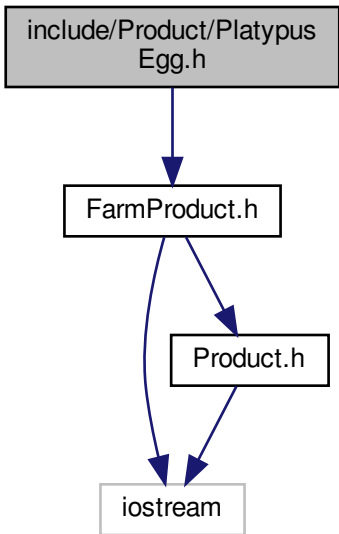 include/Product/Platypus
Egg.h
FarmProduct.h
Product.h
iostream